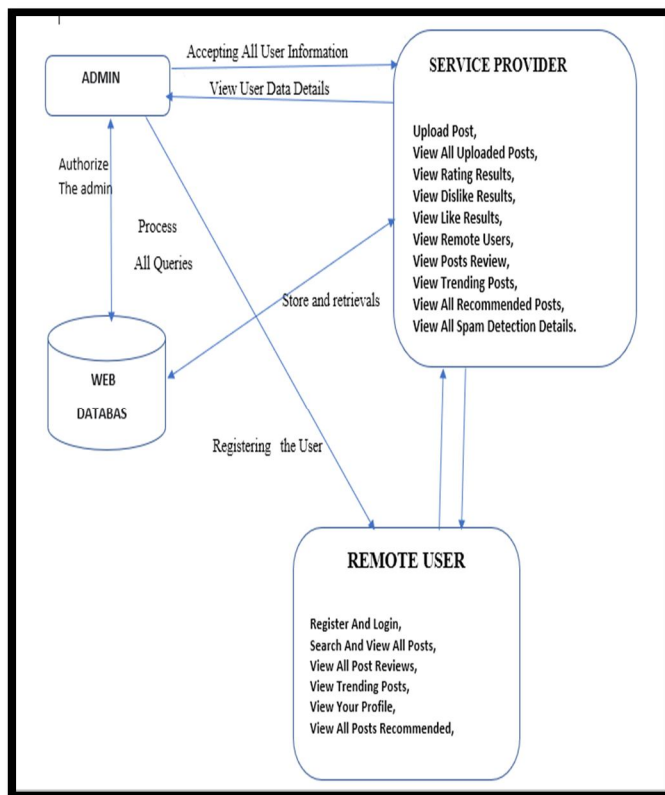 Accepting All User Information
ADMIN
View User Data Details
SERVICE PROVIDER
Upload Post,
View All Uploaded Posts,
View Rating Results,
View Dislike Results,
View Like Results,
View Remote Users,
View Posts Review,
View Trending Posts,
View All Recommended Posts,
View All Spam Detection Details.
Authorize
The admin
Process
All Queries
Store and retrievals
WEB
DATABAS
Registering the User
REMOTE USER
Register And Login,
Search And View All Posts,
View All Post Reviews,
View Trending Posts,
View Your Profile,
View All Posts Recommended,